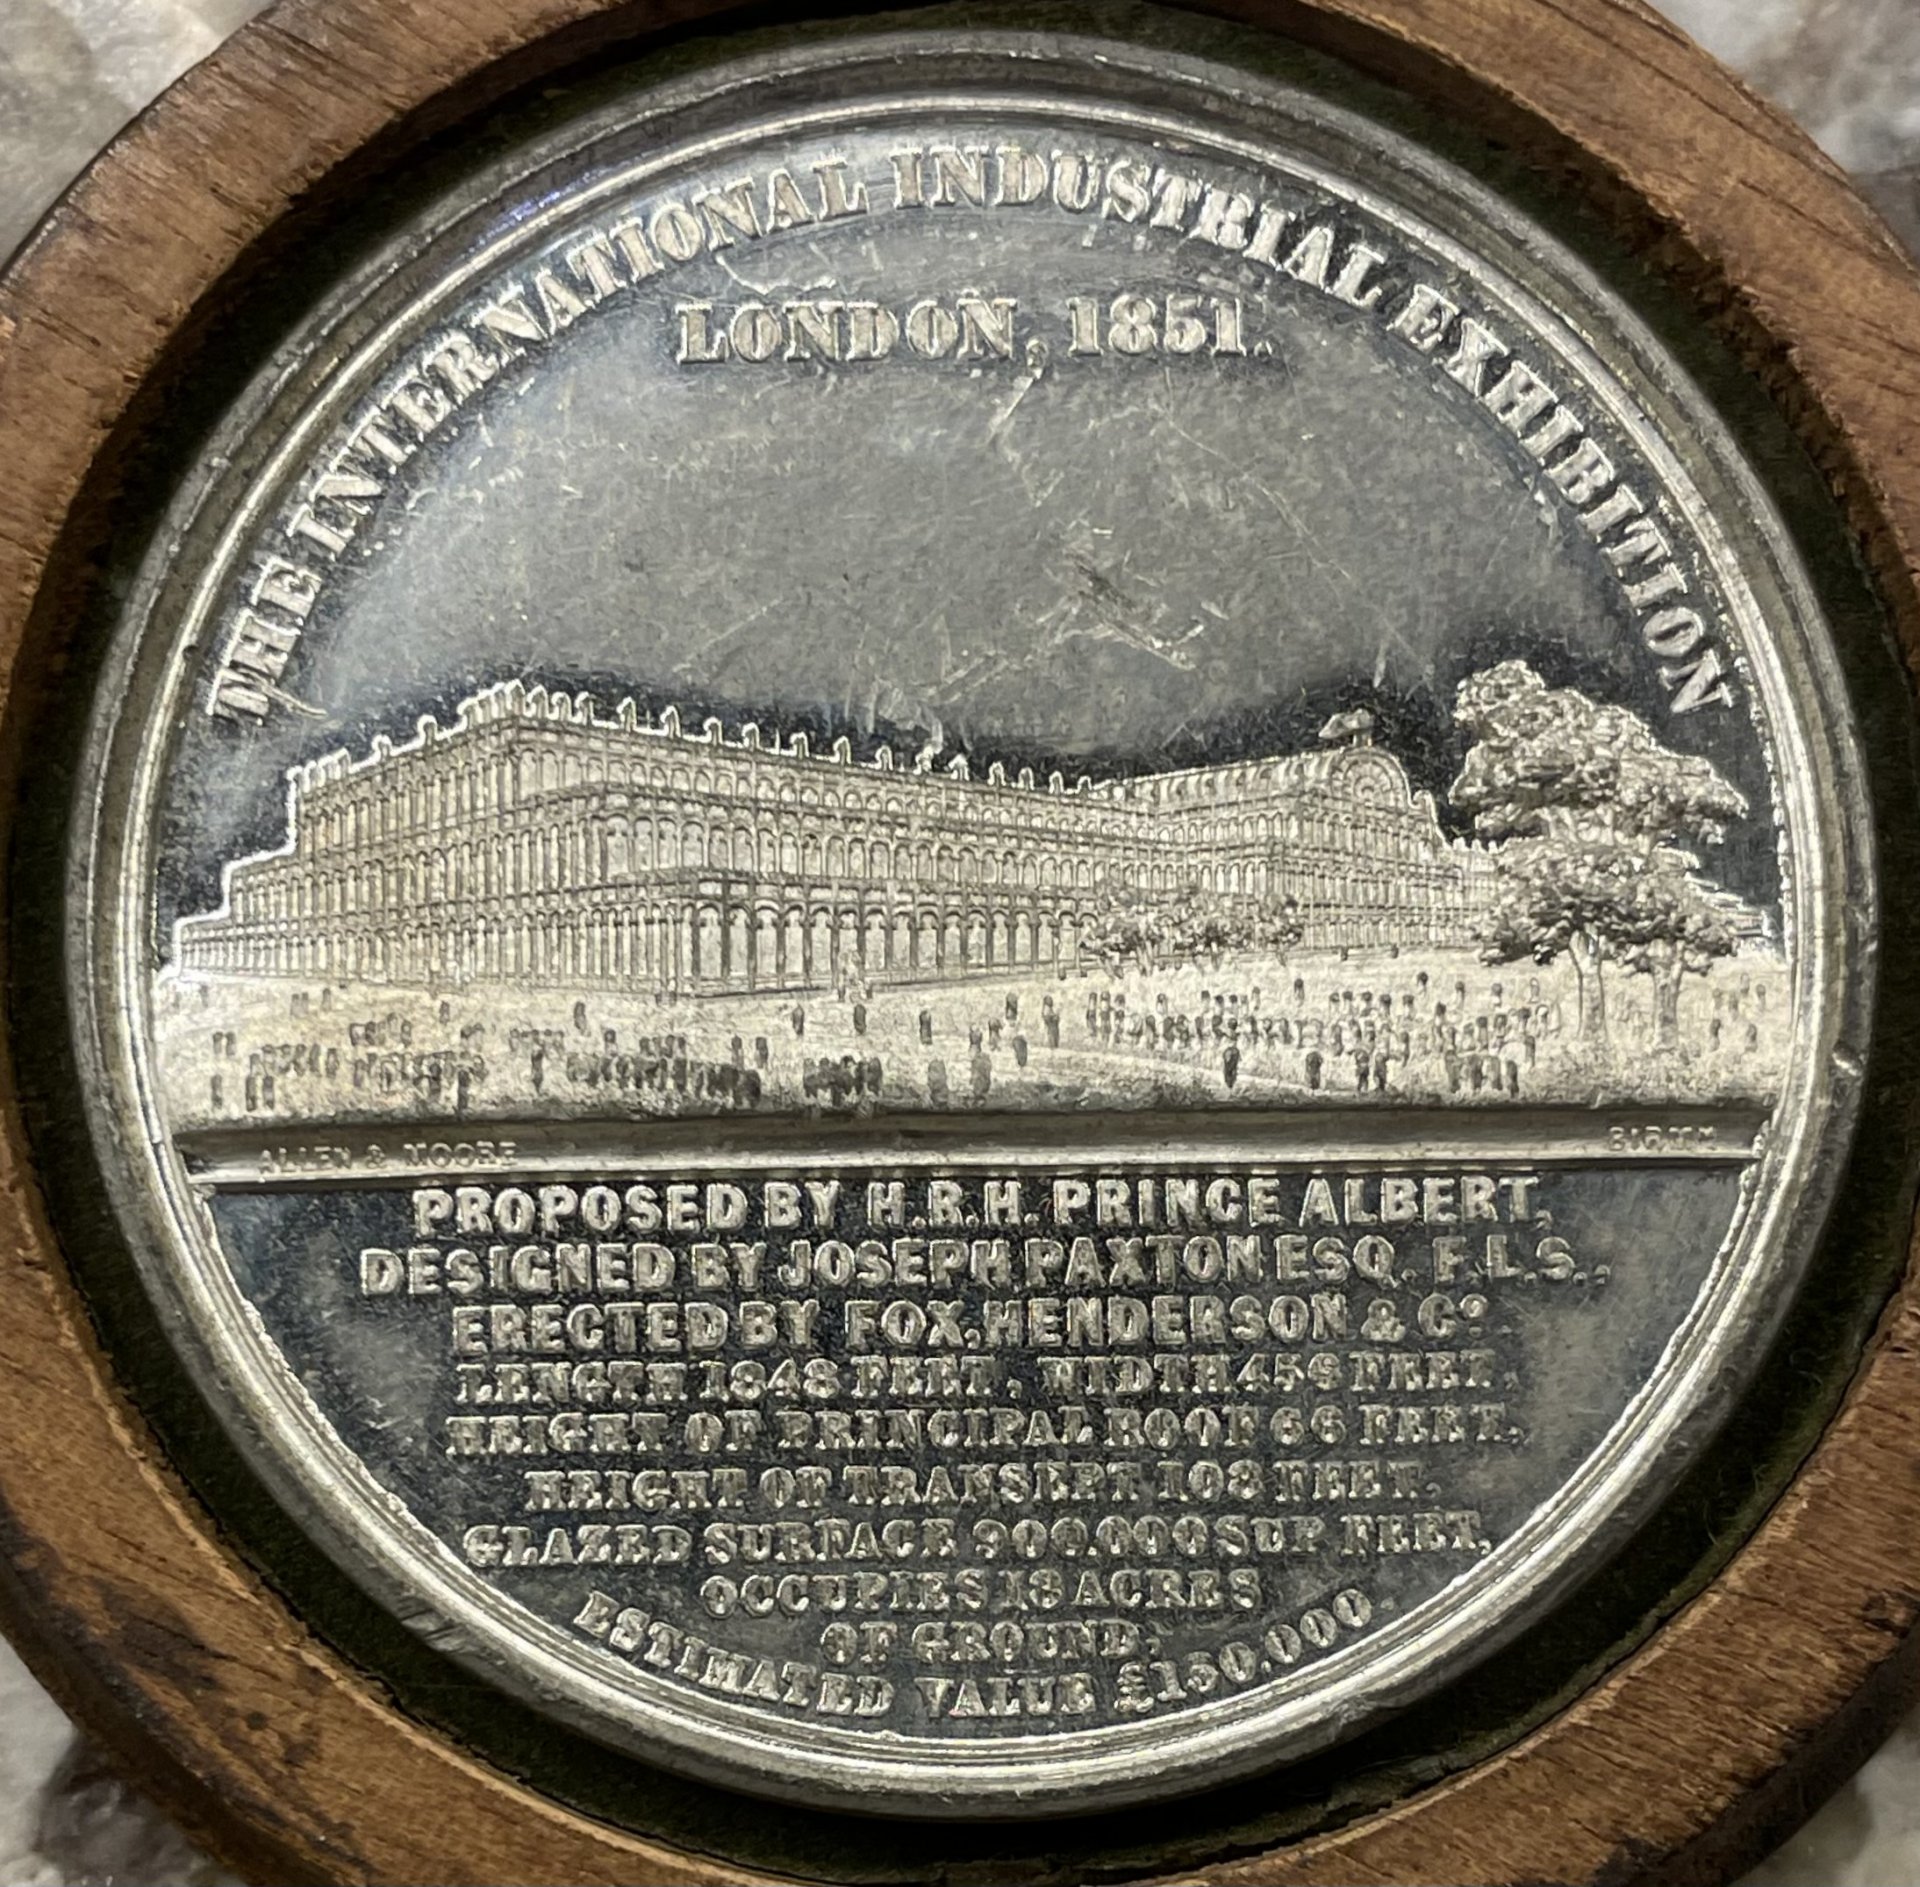 THE INTERNATIONAL INDUSTRIAL EXHIBITION
LONDON, 1851.
ALLEN & MOORE
BIRMM
PROPOSED BY H.R.H. PRINCE ALBERT,
DESIGNED BY JOSEPH PAXTON ESQ. F.L.S.,
ERECTED BY FOX, HENDERSON & Co
LENGTH 1848 FEET, WIDTH 456 FEET,
HEIGHT OF PRINCIPAL ROOF 66 FEET,
HEIGHT OF TRANSEPT 108 FEET.
GLAZED SURFACE 900.000 SUP FEET,
OCCUPIES 18 ACRES
OF GROUND,
ESTIMATED VALUE £150.000